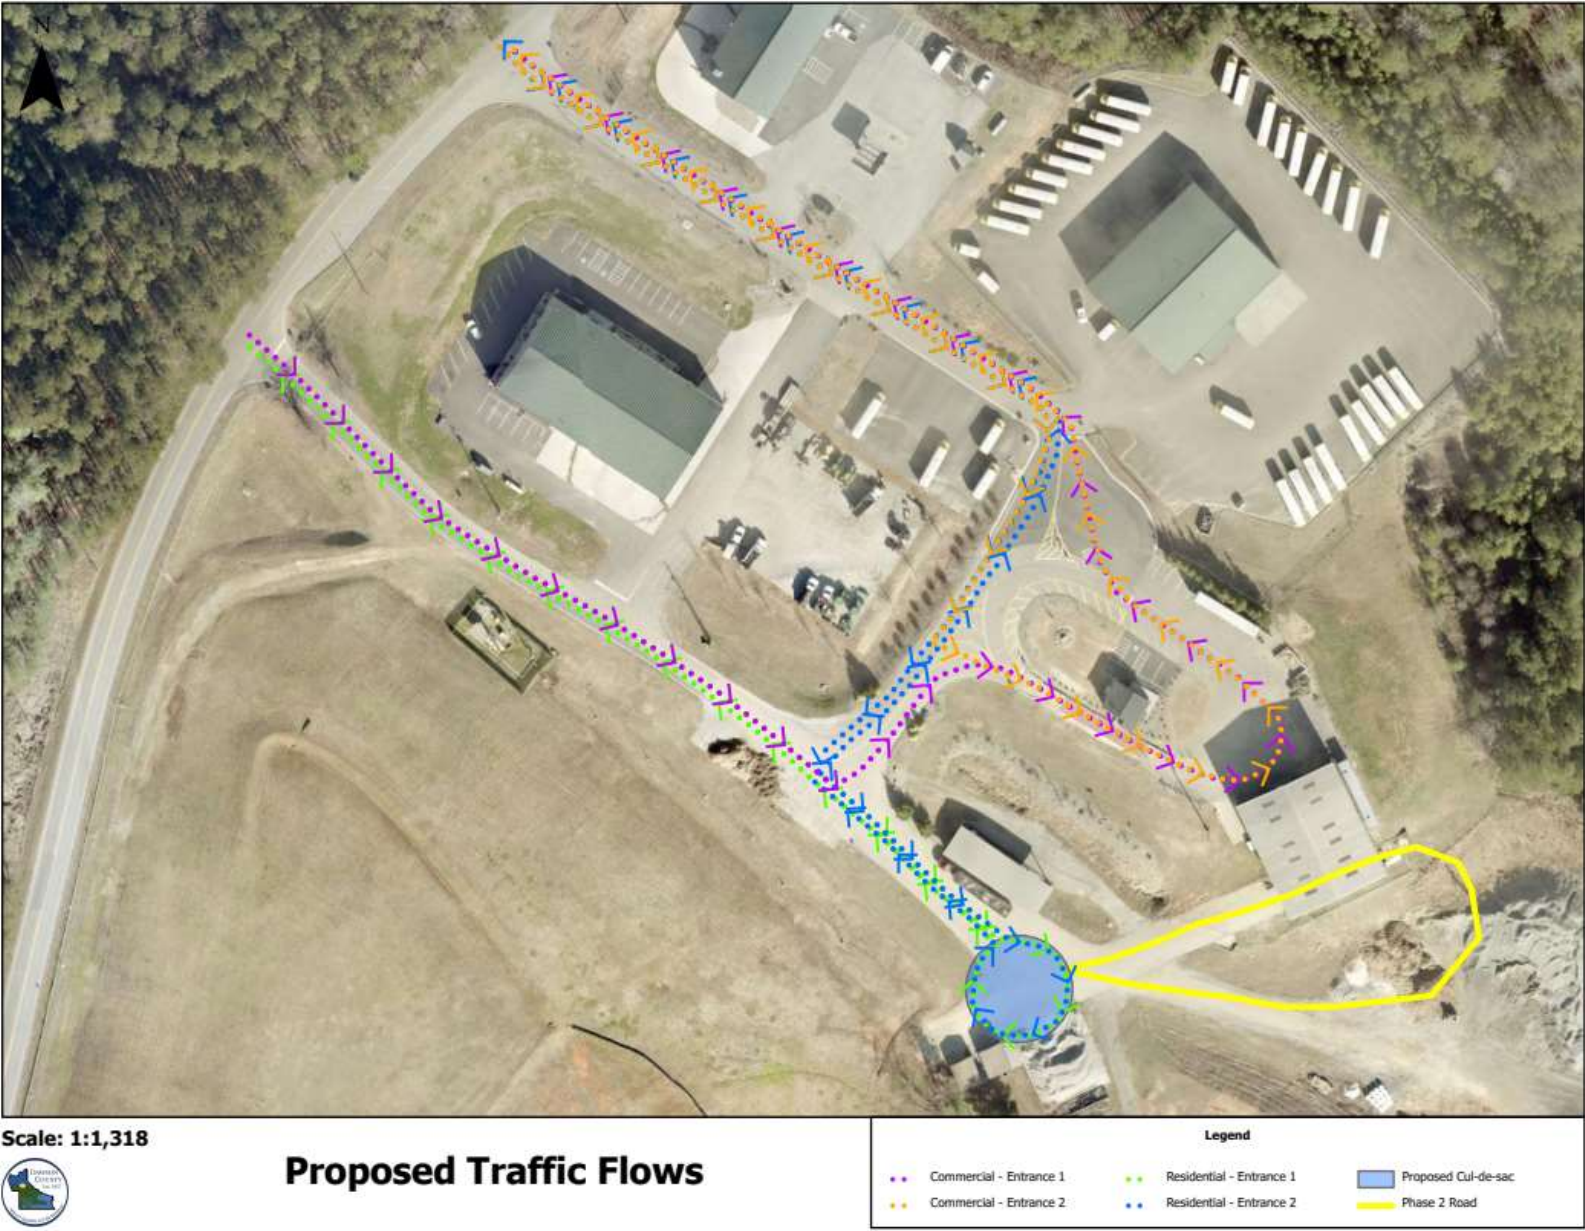 N
Scale: 1:1,318
Proposed Traffic Flows
Legend
Commercial - Entrance 1
Residential - Entrance 1
Proposed Cul-de-sac
Commercial - Entrance 2
Residential - Entrance 2
Phase 2 Road